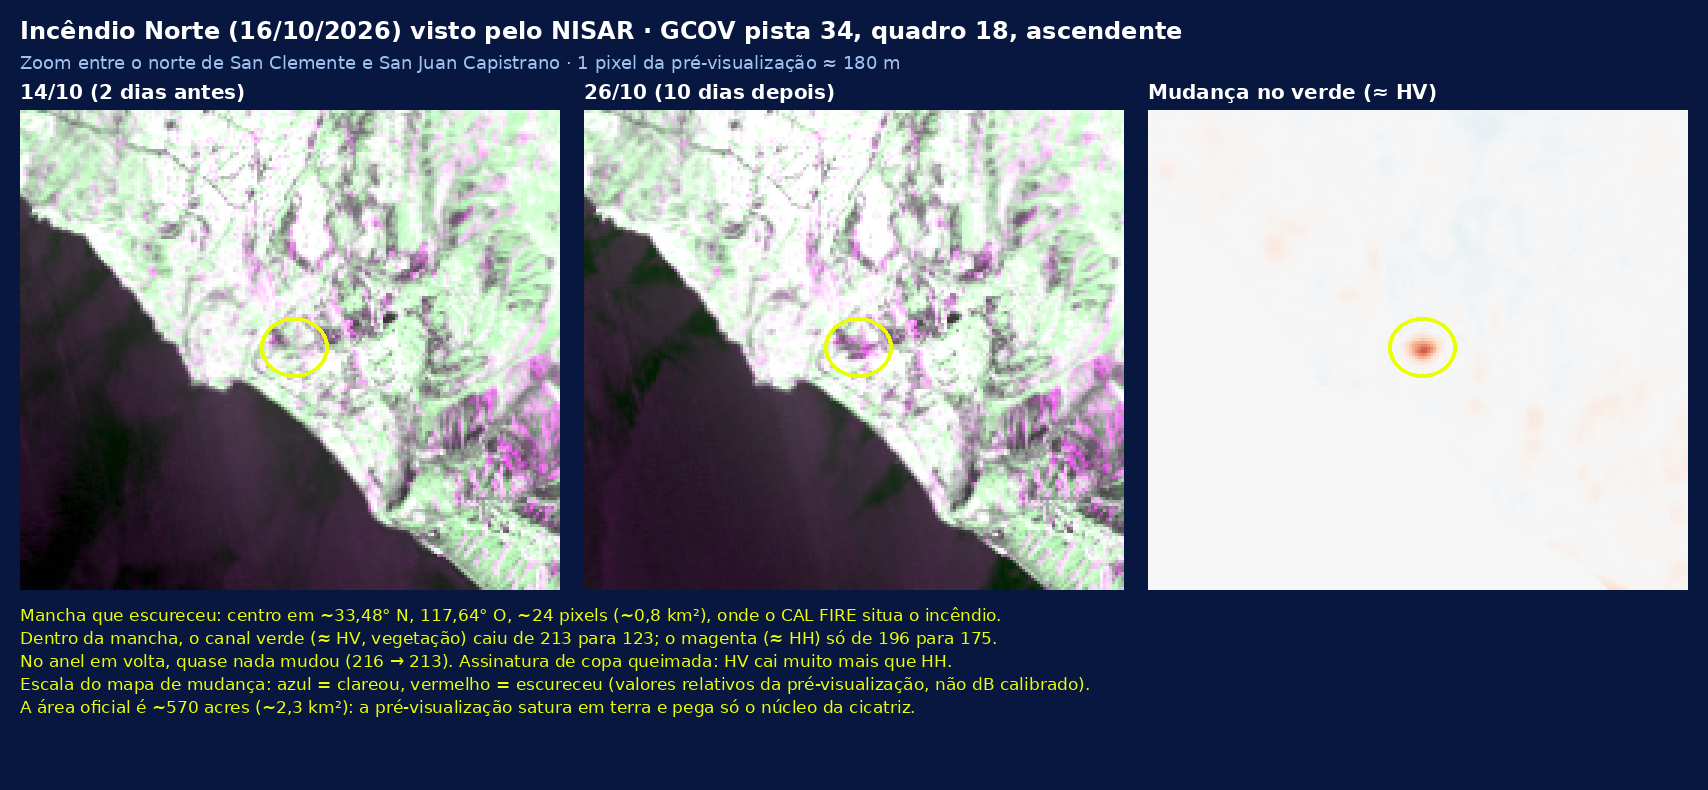 Incêndio Norte (16/10/2026) visto pelo NISAR · GCOV pista 34, quadro 18, ascendente
Zoom entre o norte de San Clemente e San Juan Capistrano · 1 pixel da pré-visualização ≈ 180 m
14/10 (2 dias antes)
26/10 (10 dias depois)
Mudança no verde (≈ HV)
Mancha que escureceu: centro em ~33,48° N, 117,64° O, ~24 pixels (~0,8 km²), onde o CAL FIRE situa o incêndio.
Dentro da mancha, o canal verde (≈ HV, vegetação) caiu de 213 para 123; o magenta (≈ HH) só de 196 para 175.
No anel em volta, quase nada mudou (216 → 213). Assinatura de copa queimada: HV cai muito mais que HH.
Escala do mapa de mudança: azul = clareou, vermelho = escureceu (valores relativos da pré-visualização, não dB calibrado).
A área oficial é ~570 acres (~2,3 km²): a pré-visualização satura em terra e pega só o núcleo da cicatriz.